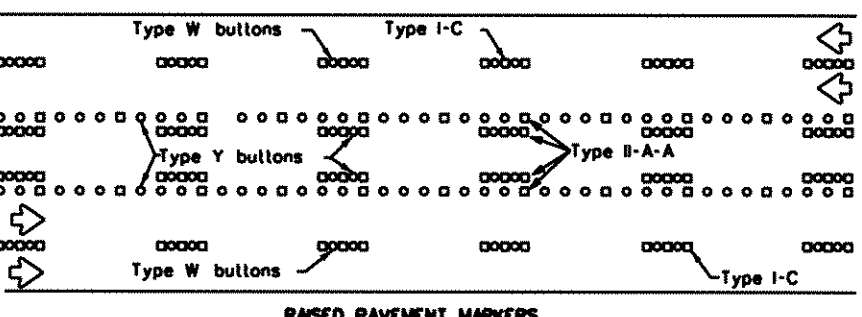 Type W buttons Type I-C
Type Y buttons Type II-A-A
Type W buttons Type I-C
RAISED PAVEMENT MARKERS